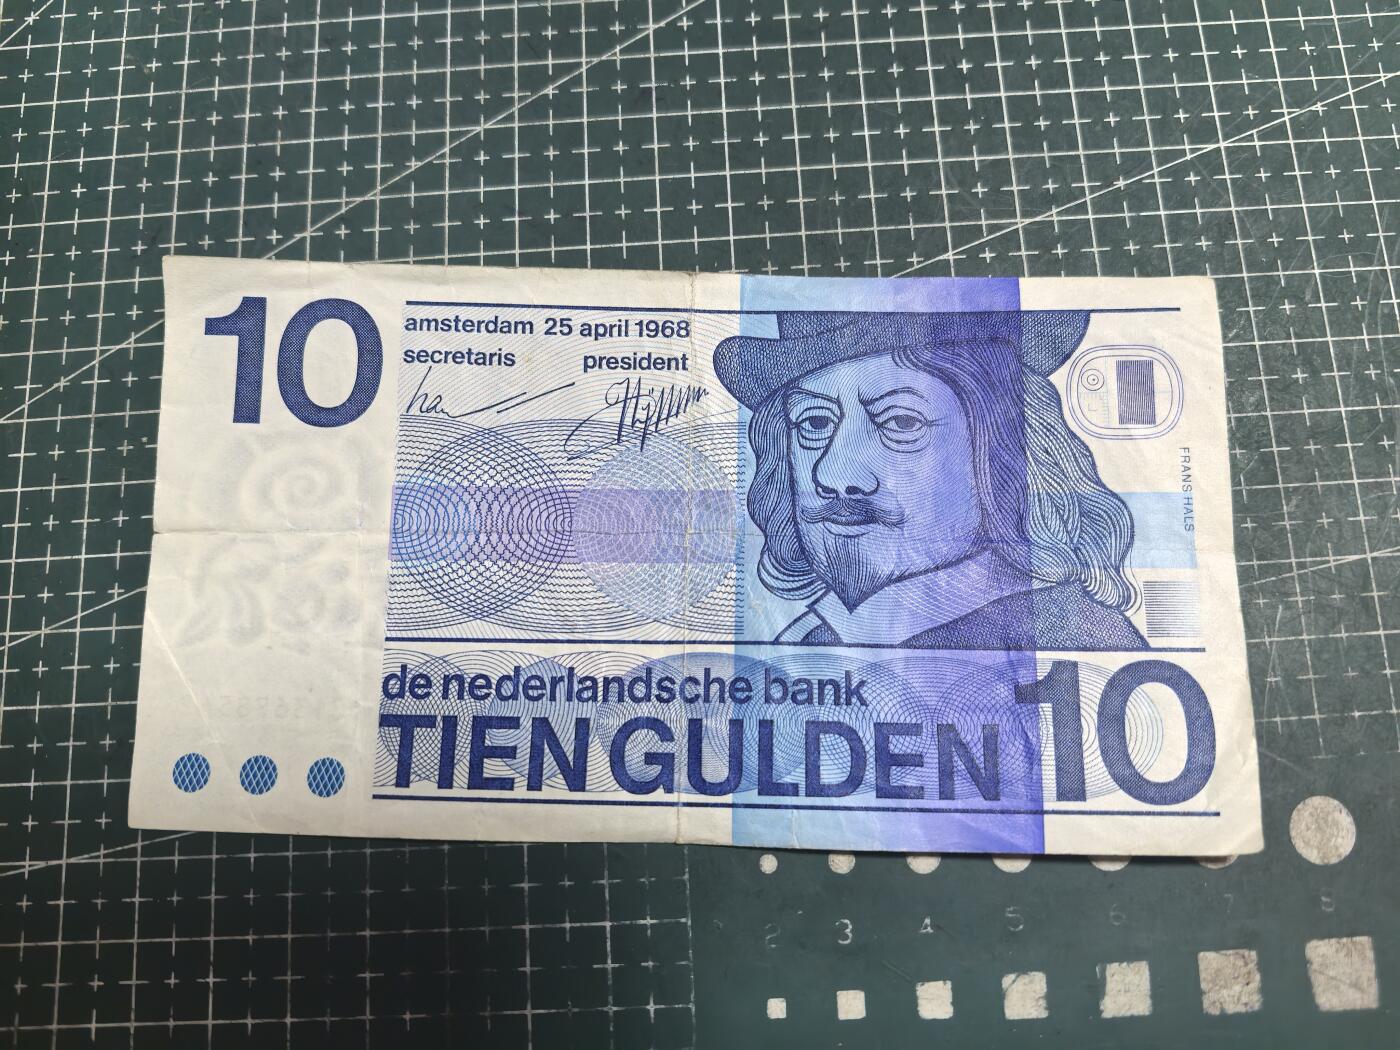 10
amsterdam 25 april 1968
secretaris president
FRANS HALS
de nederlandsche bank
TIEN GULDEN 10
2 3 4 5 6 7 8